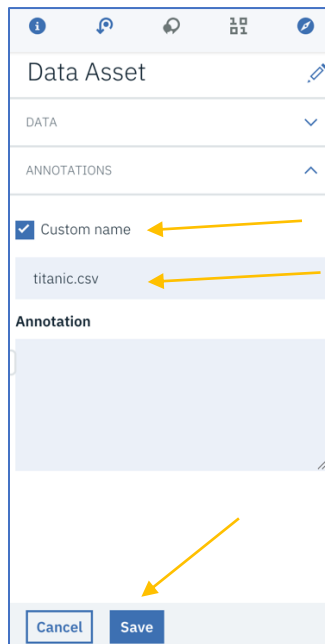 Data Asset
DATA
ANNOTATIONS
Custom name
titanic.csv
Annotation
Cancel
Save